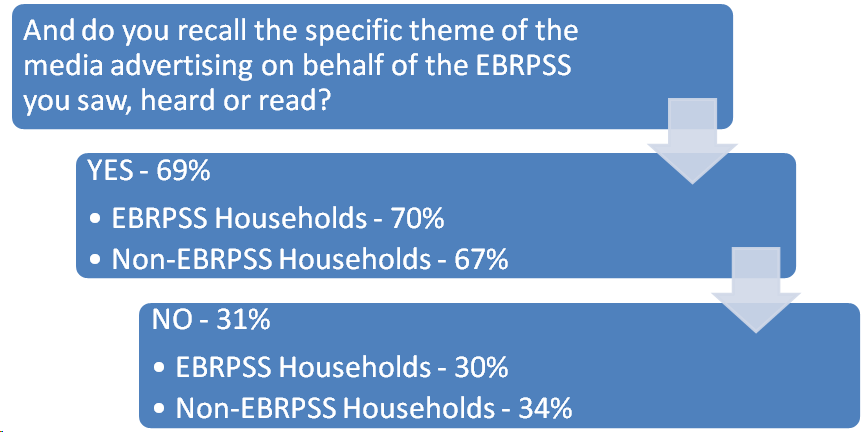 And do you recall the specific theme of the
media advertising on behalf of the EBRPSS
you saw, heard or read?
YES - 69%
• EBRPSS Households - 70%
• Non-EBRPSS Households - 67%
NO - 31%
• EBRPSS Households - 30%
• Non-EBRPSS Households - 34%